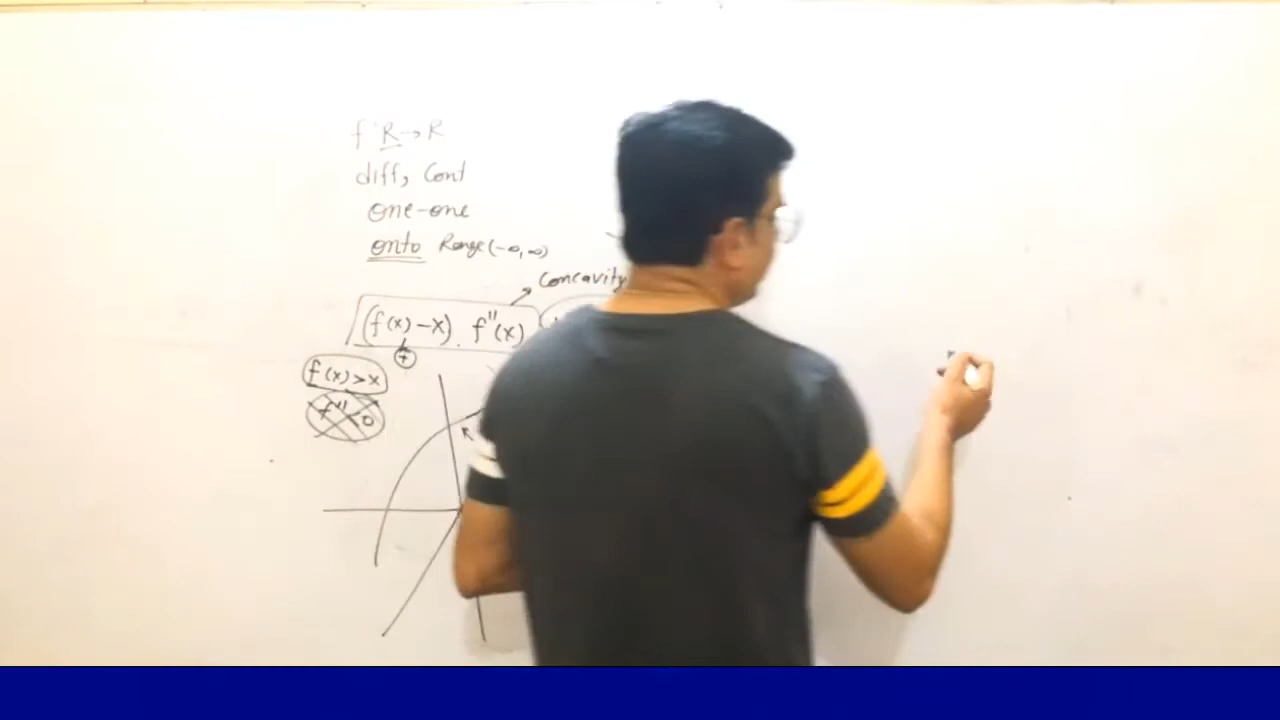 f: R→R
diff, Cont
one-one
onto Range(-∞,∞)
Concavity
(f(x)-x). f''(x)
+
f(x)>x
f''<0